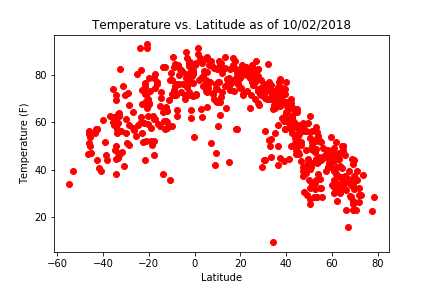 Temperature vs. Latitude as of 10/02/2018
Temperature (F)
80
60
40
20
−60 −40 −20 0 20 40 60 80
Latitude